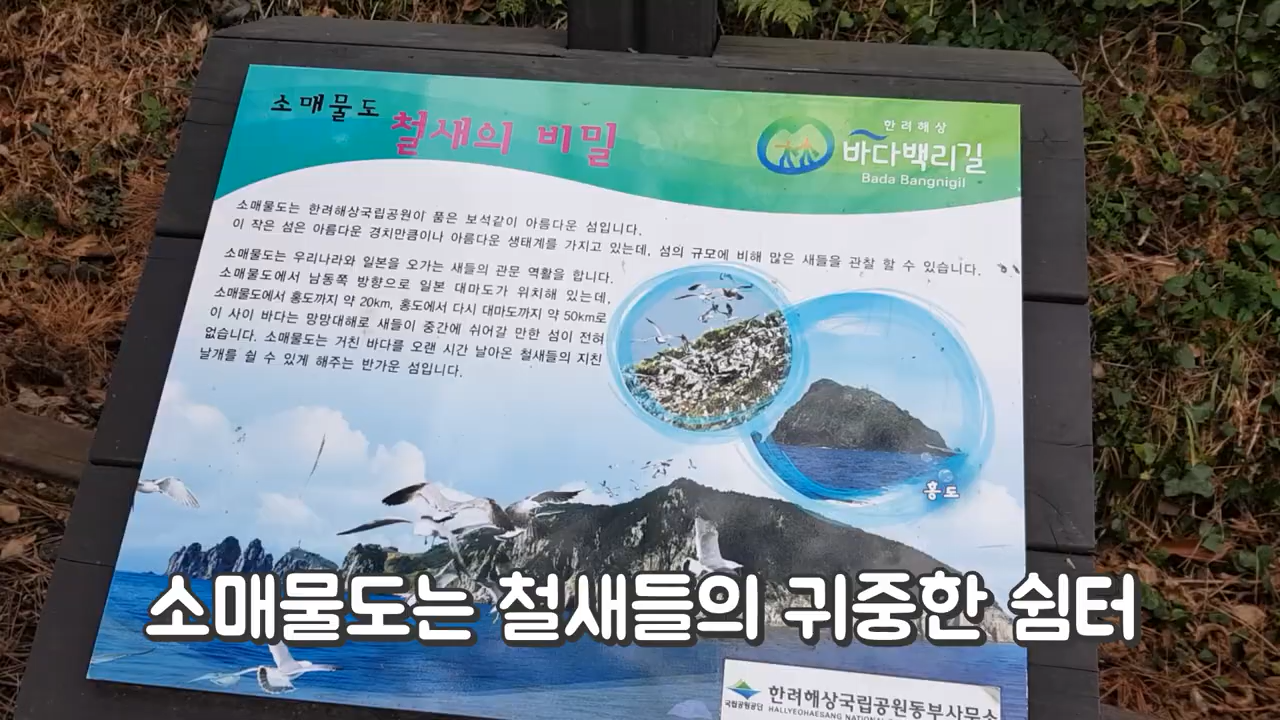 소매물도
철새의 비밀
한려해상
바다백리길
Bada Bangnigil
소매물도는 한려해상국립공원이 품은 보석같이 아름다운 섬입니다.
이 작은 섬은 아름다운 경치만큼이나 아름다운 생태계를 가지고 있는데, 섬의 규모에 비해 많은 새들을 관찰 할 수 있습니다.
소매물도는 우리나라와 일본을 오가는 새들의 관문 역활을 합니다.
소매물도에서 남동쪽 방향으로 일본 대마도가 위치해 있는데,
소매물도에서 홍도까지 약 20km, 홍도에서 다시 대마도까지 약 50km로
이 사이 바다는 망망대해로 새들이 중간에 쉬어갈 만한 섬이 전혀
없습니다. 소매물도는 거친 바다를 오랜 시간 날아온 철새들의 지친
날개를 쉴 수 있게 해주는 반가운 섬입니다.
홍도
소매물도는 철새들의 귀중한 쉼터
국립공원공단
한려해상국립공원동부사무소
HALLYEOHAESANG NATIONAL